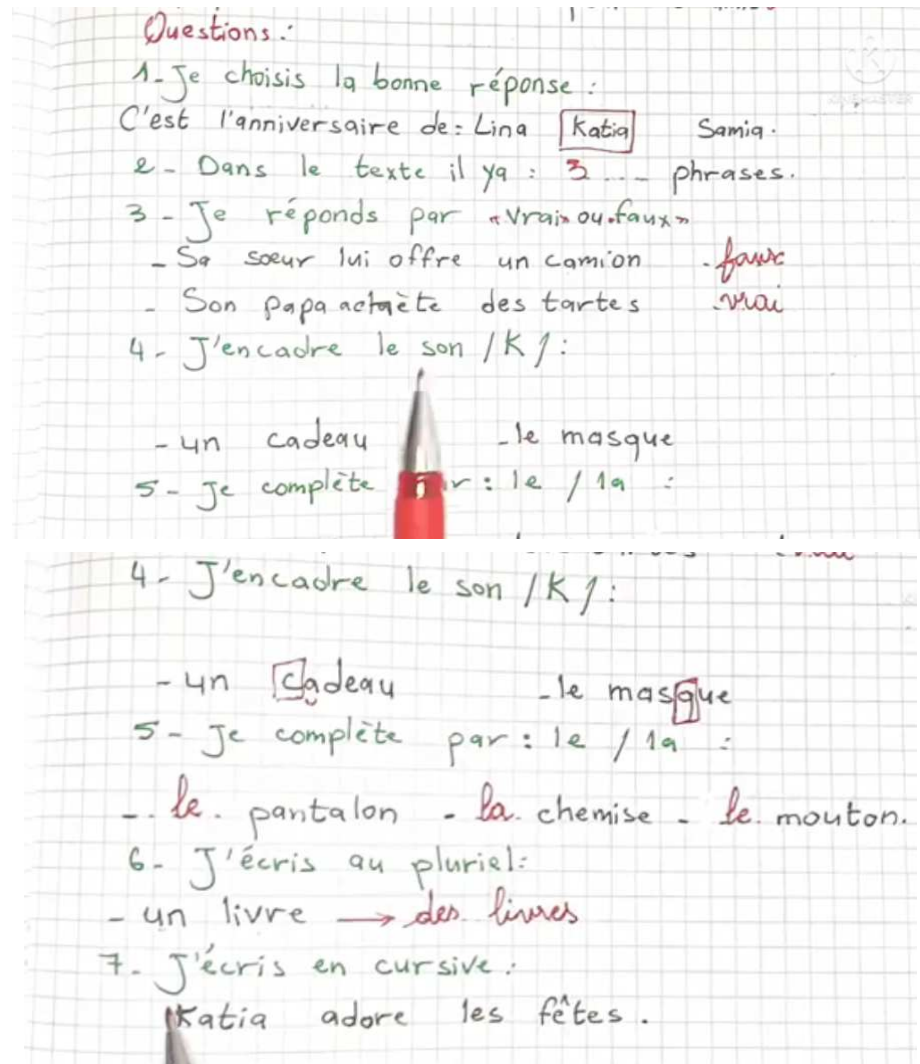 Questions:
1- Je choisis la bonne réponse :
C'est l'anniversaire de: Lina Katia Samia.
2- Dans le texte il ya : 3 ... phrases.
3- Je réponds par "Vrai" ou "faux"
- Sa soeur lui offre un camion .faux
- Son papa achète des tartes .vrai
4- J'encadre le son /K/:
- un cadeau - le masque
5- Je complète : le / la :
4- J'encadre le son /K/:
- un cadeau - le masque
5- Je complète par : le / la :
- .le. pantalon - la. chemise - le. mouton.
6- J'écris au pluriel:
- un livre → des livres
7- J'écris en cursive:
Katia adore les fêtes.